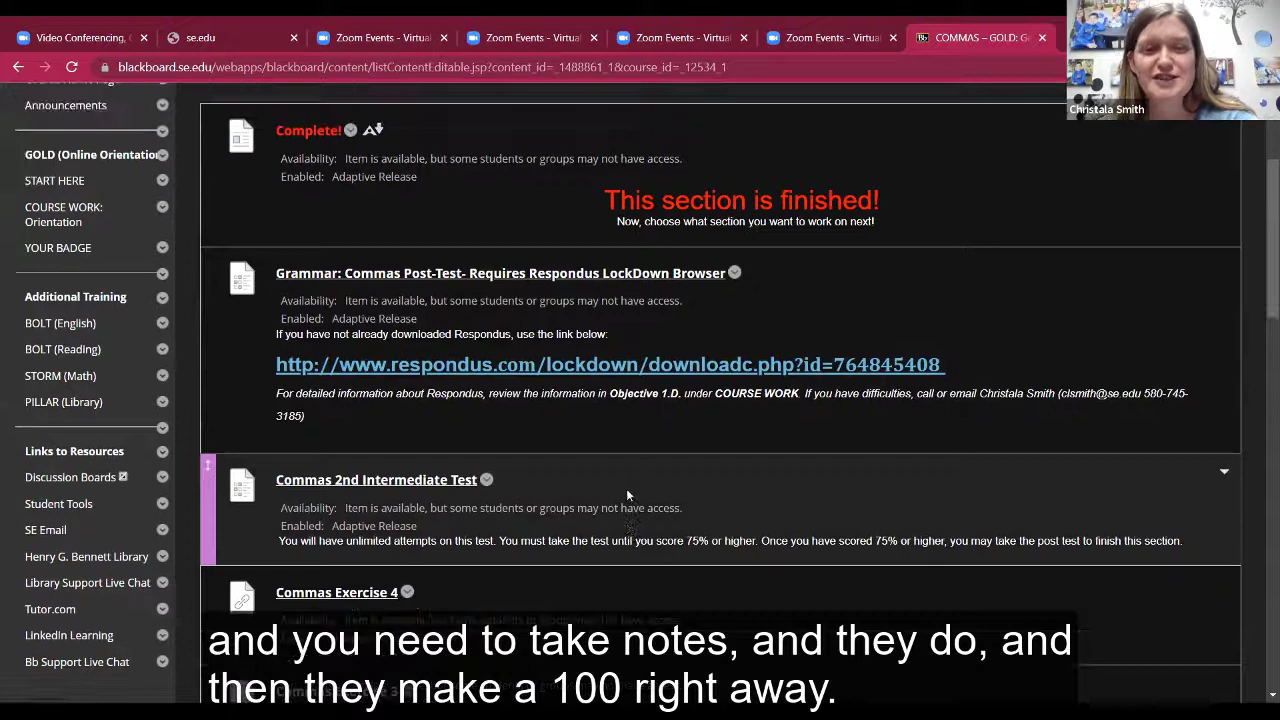 Video Conferencing, C
se.edu
Zoom Events - Virtual
Zoom Events - Virtual
Zoom Events - Virtual
Zoom Events - Virtual
Bb COMMAS – GOLD: G
blackboard.se.edu/webapps/blackboard/content/listContentEditable.jsp?content_id=_1488861_1&course_id=_12534_1
Christala Smith
Announcements
GOLD (Online Orientation
START HERE
COURSE WORK:
Orientation
YOUR BADGE
Additional Training
BOLT (English)
BOLT (Reading)
STORM (Math)
PILLAR (Library)
Links to Resources
Discussion Boards
Student Tools
SE Email
Henry G. Bennett Library
Library Support Live Chat
Tutor.com
LinkedIn Learning
Bb Support Live Chat
Complete!
Availability: Item is available, but some students or groups may not have access.
Enabled: Adaptive Release
This section is finished!
Now, choose what section you want to work on next!
Grammar: Commas Post-Test- Requires Respondus LockDown Browser
Availability: Item is available, but some students or groups may not have access.
Enabled: Adaptive Release
If you have not already downloaded Respondus, use the link below:
http://www.respondus.com/lockdown/downloadc.php?id=764845408
For detailed information about Respondus, review the information in Objective 1.D. under COURSE WORK. If you have difficulties, call or email Christala Smith (clsmith@se.edu 580-745-
3185)
Commas 2nd Intermediate Test
Availability: Item is available, but some students or groups may not have access.
Enabled: Adaptive Release
You will have unlimited attempts on this test. You must take the test until you score 75% or higher. Once you have scored 75% or higher, you may take the post test to finish this section.
Commas Exercise 4
and you need to take notes, and they do, and
then they make a 100 right away.